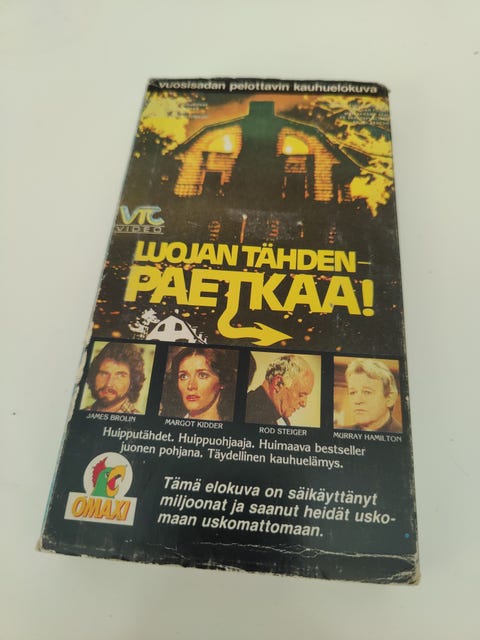 vuosisadan pelottavin kauhuelokuva
VTC
VIDEO
LUOJAN TÄHDEN
PAETKAA!
JAMES BROLIN
MARGOT KIDDER
ROD STEIGER
MURRAY HAMILTON
Huipputähdet. Huippuohjaaja. Huimaava bestseller
juonen pohjana. Täydellinen kauhuelämys.
OMAXI
Tämä elokuva on säikäyttänyt
miljoonat ja saanut heidät usko-
maan uskomattomaan.